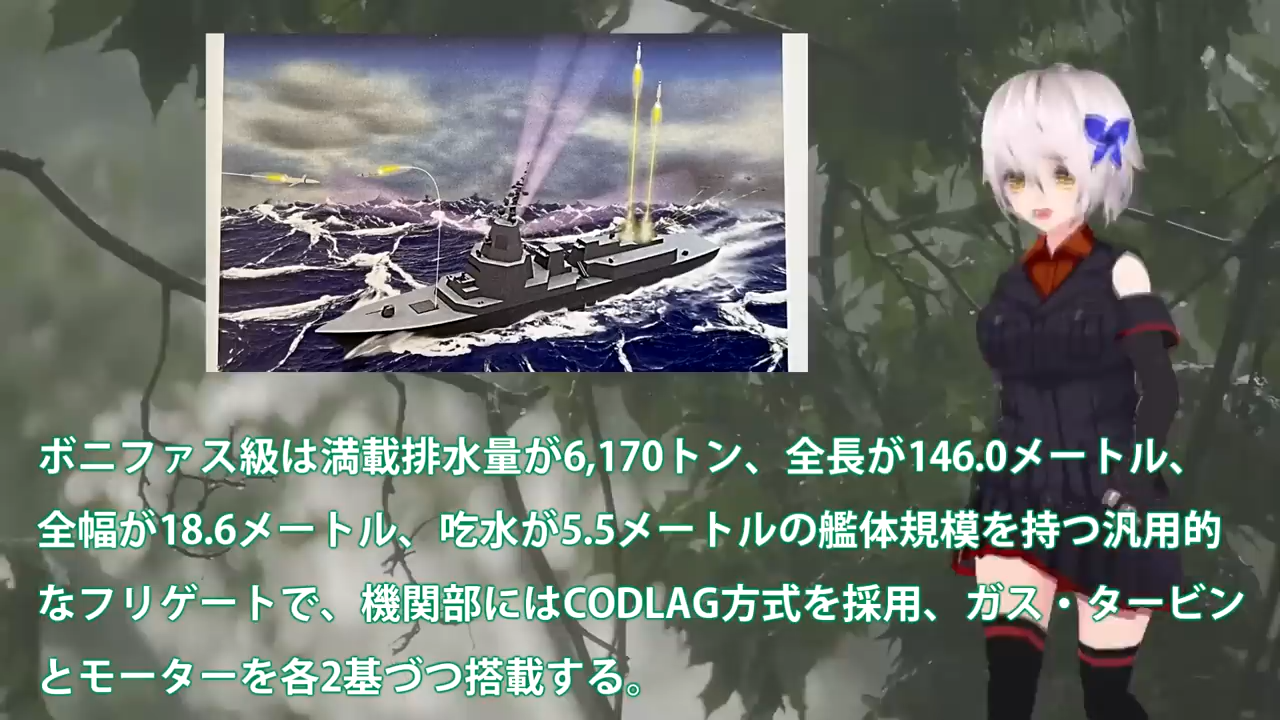 ボニファス級は満載排水量が6,170トン、全長が146.0メートル、
全幅が18.6メートル、吃水が5.5メートルの艦体規模を持つ汎用的
なフリゲートで、機関部にはCODLAG方式を採用、ガス・タービン
とモーターを各2基づつ搭載する。